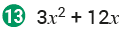 13 3x² + 12x